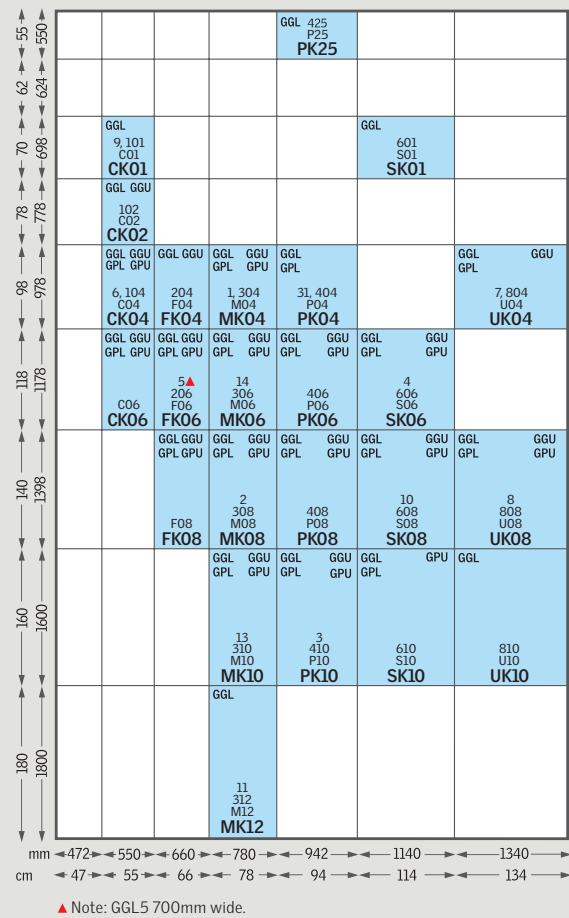 55 550
GGL 425
P25
PK25
62 624
70 698
GGL
9, 101
C01
CK01
GGL
601
S01
SK01
78 778
GGL GGU
102
C02
CK02
98 978
GGL GGU
GPL GPU
6, 104
C04
CK04
GGL GGU
204
F04
FK04
GGL GGU
GPL GPU
1, 304
M04
MK04
GGL
GPL
31, 404
P04
PK04
GGL GGU
GPL
7, 804
U04
UK04
118 1178
GGL GGU
GPL GPU
C06
CK06
GGL GGU
GPL GPU
5▲
206
F06
FK06
GGL GGU
GPL GPU
14
306
M06
MK06
GGL GGU
GPL GPU
406
P06
PK06
GGL GGU
GPL GPU
4
606
S06
SK06
140 1398
GGL GGU
GPL GPU
F08
FK08
GGL GGU
GPL GPU
2
308
M08
MK08
GGL GGU
GPL GPU
408
P08
PK08
GGL GGU
GPL GPU
10
608
S08
SK08
GGL GGU
GPL GPU
8
808
U08
UK08
160 1600
GGL GGU
GPL GPU
13
310
M10
MK10
GGL GGU
GPL GPU
3
410
P10
PK10
GGL GPU
GPL
610
S10
SK10
GGL
810
U10
UK10
180 1800
GGL
11
312
M12
MK12
mm 472 550 660 780 942 1140 1340
cm 47 55 66 78 94 114 134
▲ Note: GGL5 700mm wide.